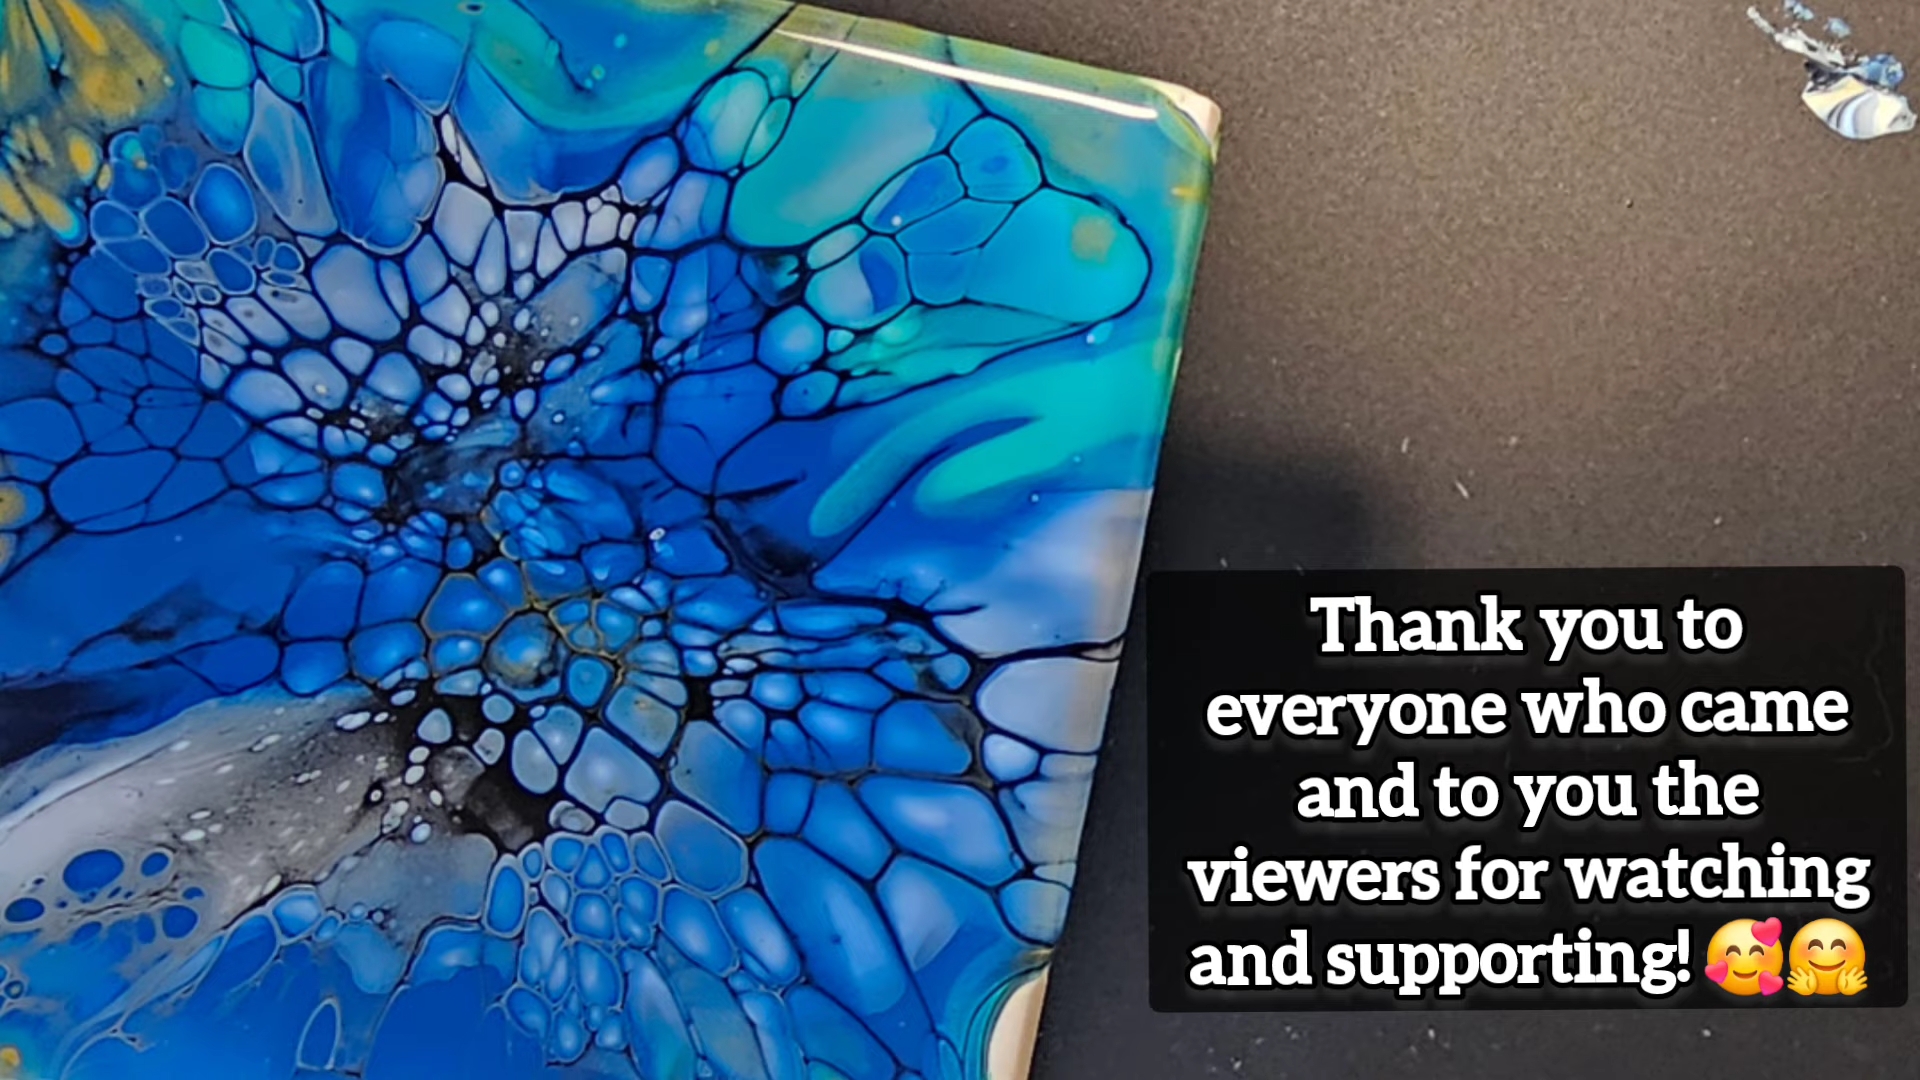 Thank you to
everyone who came
and to you the
viewers for watching
and supporting! 🥰🤗